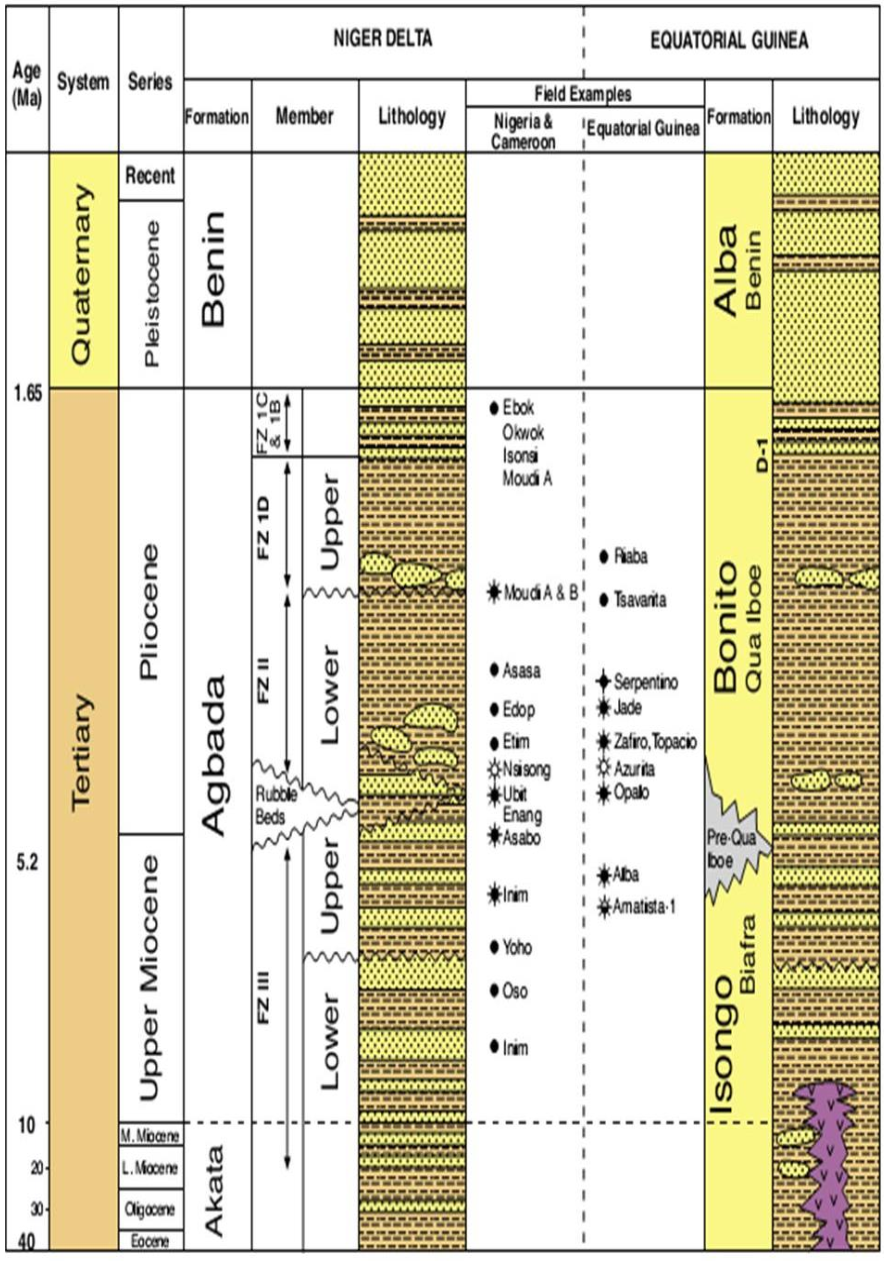 NIGER DELTA
EQUATORIAL GUINEA
Age
(Ma)
System
Series
Formation
Member
Lithology
Field Examples
Nigeria &
Cameroon
Equatorial Guinea
Formation
Lithology
Quaternary
Recent
Pleistocene
Benin
Alba
Benin
1.65
Tertiary
Pliocene
Agbada
FZ 1C
& 1B
FZ 1D
Upper
FZ II
Lower
Rubble
Beds
Ebok
Okwok
Isonsi
Moudi A
Moudi A & B
Asasa
Edop
Etim
Nsisong
Ubit
Enang
Asabo
Inim
Yoho
Oso
Inim
Riaba
Tsavarita
Serpentino
Jade
Zafiro, Topacio
Azurita
Opalo
Alba
Amatista-1
D-1
Bonito
Qua Iboe
Pre-Qua
Iboe
5.2
Upper Miocene
FZ III
Upper
Lower
Isongo
Biafra
10
M. Miocene
20
L. Miocene
30
Oligocene
40
Eocene
Akata